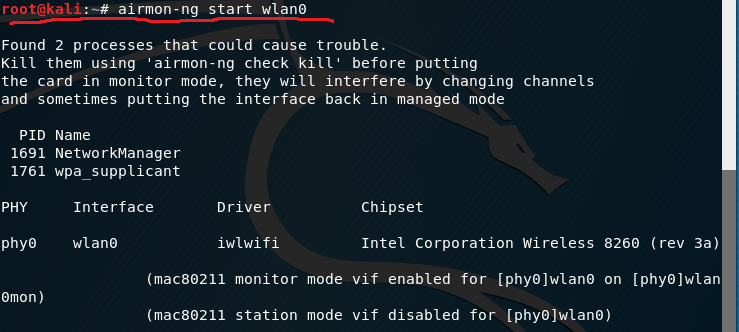 root@kali:~# airmon-ng start wlan0
Found 2 processes that could cause trouble.
Kill them using 'airmon-ng check kill' before putting
the card in monitor mode, they will interfere by changing channels
and sometimes putting the interface back in managed mode
PID Name
1691 NetworkManager
1761 wpa_supplicant
PHY     Interface       Driver          Chipset
phy0    wlan0           iwlwifi         Intel Corporation Wireless 8260 (rev 3a)
(mac80211 monitor mode vif enabled for [phy0]wlan0 on [phy0]wlan
0mon)
(mac80211 station mode vif disabled for [phy0]wlan0)